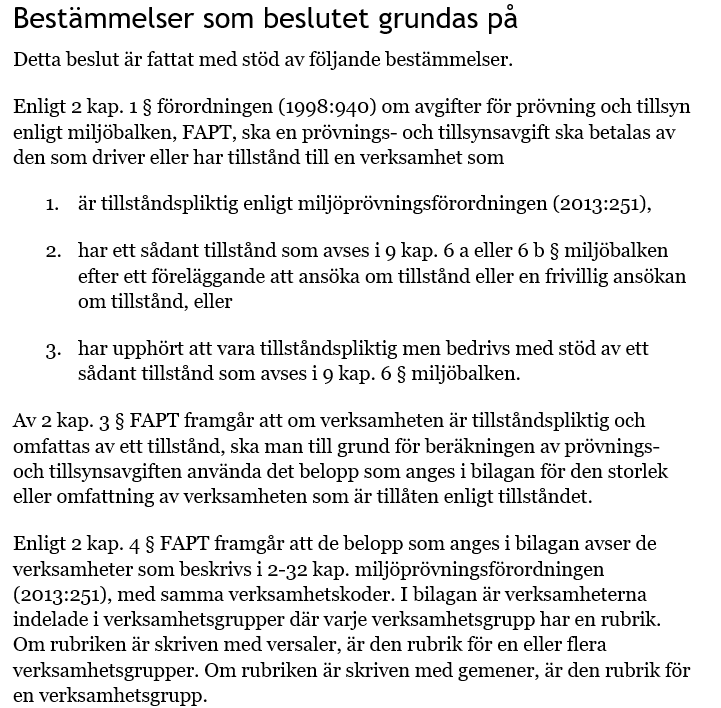 Bestämmelser som beslutet grundas på
Detta beslut är fattat med stöd av följande bestämmelser.
Enligt 2 kap. 1 § förordningen (1998:940) om avgifter för prövning och tillsyn
enligt miljöbalken, FAPT, ska en prövnings- och tillsynsavgift ska betalas av
den som driver eller har tillstånd till en verksamhet som
1. är tillståndspliktig enligt miljöprövningsförordningen (2013:251),
2. har ett sådant tillstånd som avses i 9 kap. 6 a eller 6 b § miljöbalken
efter ett föreläggande att ansöka om tillstånd eller en frivillig ansökan
om tillstånd, eller
3. har upphört att vara tillståndspliktig men bedrivs med stöd av ett
sådant tillstånd som avses i 9 kap. 6 § miljöbalken.
Av 2 kap. 3 § FAPT framgår att om verksamheten är tillståndspliktig och
omfattas av ett tillstånd, ska man till grund för beräkningen av prövnings-
och tillsynsavgiften använda det belopp som anges i bilagan för den storlek
eller omfattning av verksamheten som är tillåten enligt tillståndet.
Enligt 2 kap. 4 § FAPT framgår att de belopp som anges i bilagan avser de
verksamheter som beskrivs i 2-32 kap. miljöprövningsförordningen
(2013:251), med samma verksamhetskoder. I bilagan är verksamheterna
indelade i verksamhetsgrupper där varje verksamhetsgrupp har en rubrik.
Om rubriken är skriven med versaler, är den rubrik för en eller flera
verksamhetsgrupper. Om rubriken är skriven med gemener, är den rubrik för
en verksamhetsgrupp.